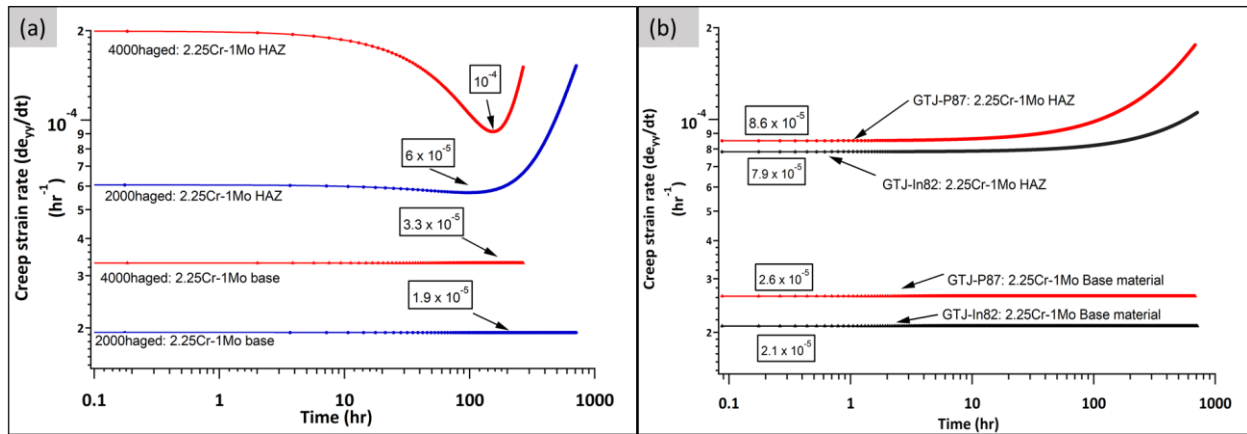 (a)
Creep strain rate (de_yy/dt)
(hr⁻¹)
2
10⁻⁴
9
8
7
6
5
4
3
2
4000haged: 2.25Cr-1Mo HAZ
10⁻⁴
6 x 10⁻⁵
2000haged: 2.25Cr-1Mo HAZ
3.3 x 10⁻⁵
4000haged: 2.25Cr-1Mo base
1.9 x 10⁻⁵
2000haged: 2.25Cr-1Mo base
0.1 1 10 100 1000
Time (hr)
(b)
Creep strain rate (de_yy/dt)
(hr⁻¹)
2
10⁻⁴
9
8
7
6
5
4
3
2
GTJ-P87: 2.25Cr-1Mo HAZ
8.6 x 10⁻⁵
7.9 x 10⁻⁵
GTJ-In82: 2.25Cr-1Mo HAZ
2.6 x 10⁻⁵
GTJ-P87: 2.25Cr-1Mo Base material
GTJ-In82: 2.25Cr-1Mo Base material
2.1 x 10⁻⁵
0.1 1 10 100 1000
Time (hr)